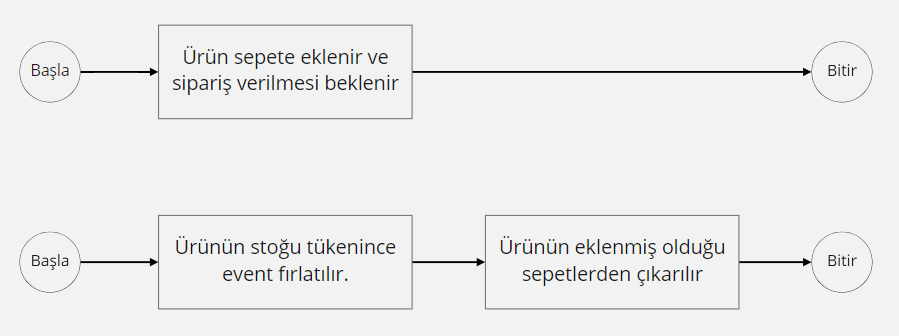 Başla
Ürün sepete eklenir ve
sipariş verilmesi beklenir
Bitir
Başla
Ürünün stoğu tükenince
event fırlatılır.
Ürünün eklenmiş olduğu
sepetlerden çıkarılır
Bitir